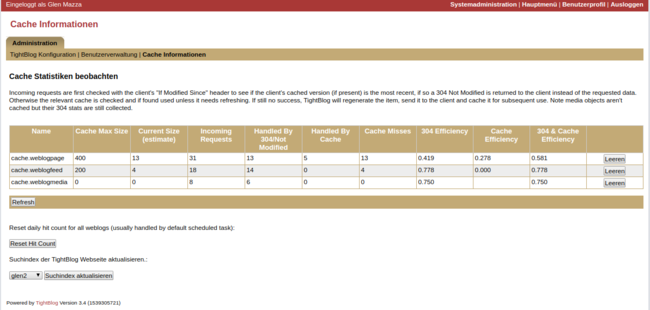 Eingeloggt als Glen Mazza
Systemadministration | Hauptmenü | Benutzerprofil | Ausloggen
Cache Informationen
Administration
TightBlog Konfiguration | Benutzerverwaltung | Cache Informationen
Cache Statistiken beobachten
Incoming requests are first checked with the client's "If Modified Since" header to see if the client's cached version (if present) is the most recent, if so a 304 Not Modified is returned to the client instead of the requested data.
Otherwise the relevant cache is checked and if found used unless it needs refreshing. If still no success, TightBlog will regenerate the item, send it to the client and cache it for subsequent use. Note media objects aren't
cached but their 304 stats are still collected.
Name Cache Max Size Current Size (estimate) Incoming Requests Handled By 304/Not Modified Handled By Cache Cache Misses 304 Efficiency Cache Efficiency 304 & Cache Efficiency
cache.weblogpage 400 13 31 13 5 13 0.419 0.278 0.581 Leeren
cache.weblogfeed 200 4 18 14 0 4 0.778 0.000 0.778 Leeren
cache.weblogmedia 0 0 8 6 0 0 0.750 0.750 Leeren
Refresh
Reset daily hit count for all weblogs (usually handled by default scheduled task):
Reset Hit Count
Suchindex der TightBlog Webseite aktualisieren.:
glen2 Suchindex aktualisieren
Powered by TightBlog Version 3.4 (1539305721)